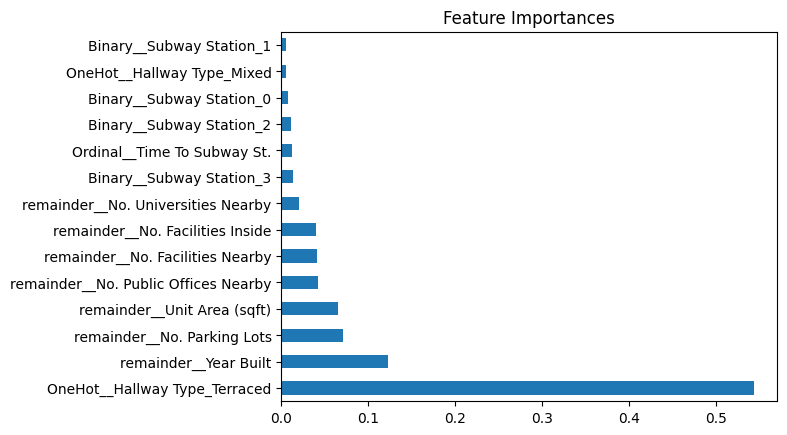 Feature Importances
Binary__Subway Station_1
OneHot__Hallway Type_Mixed
Binary__Subway Station_0
Binary__Subway Station_2
Ordinal__Time To Subway St.
Binary__Subway Station_3
remainder__No. Universities Nearby
remainder__No. Facilities Inside
remainder__No. Facilities Nearby
remainder__No. Public Offices Nearby
remainder__Unit Area (sqft)
remainder__No. Parking Lots
remainder__Year Built
OneHot__Hallway Type_Terraced
0.0 0.1 0.2 0.3 0.4 0.5